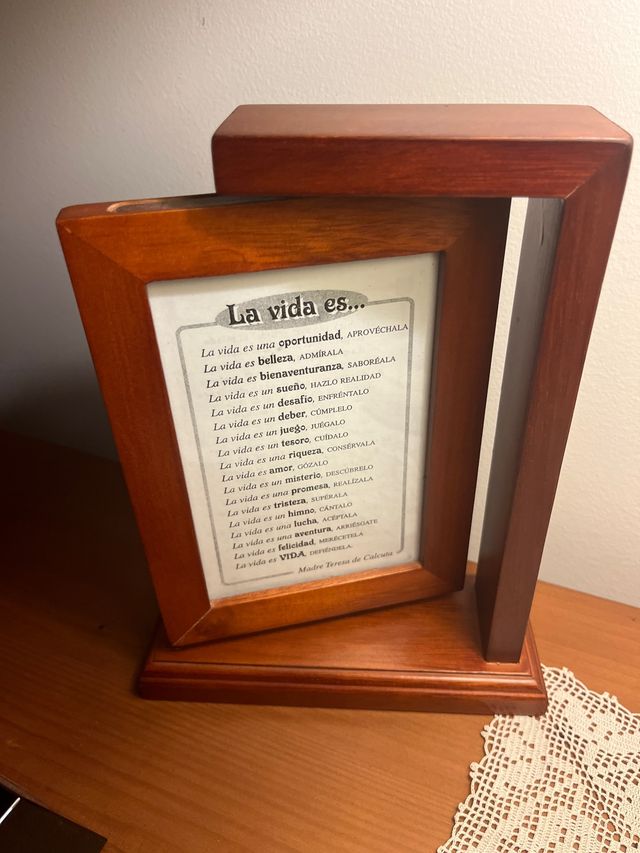 La vida es...
La vida es una oportunidad, APROVÉCHALA
La vida es belleza, ADMÍRALA
La vida es bienaventuranza, SABORÉALA
La vida es un sueño, HAZLO REALIDAD
La vida es un desafío, ENFRÉNTALO
La vida es un deber, CÚMPLELO
La vida es un juego, JUÉGALO
La vida es un tesoro, CUÍDALO
La vida es una riqueza, CONSÉRVALA
La vida es amor, GÓZALO
La vida es un misterio, DESCÚBRELO
La vida es una promesa, REALÍZALA
La vida es tristeza, SUPÉRALA
La vida es un himno, CÁNTALO
La vida es una lucha, ACÉPTALA
La vida es una aventura, ARRIÉSGATE
La vida es felicidad, MERÉCETELA
La vida es VIDA, DEFIÉNDELA.
Madre Teresa de Calcuta